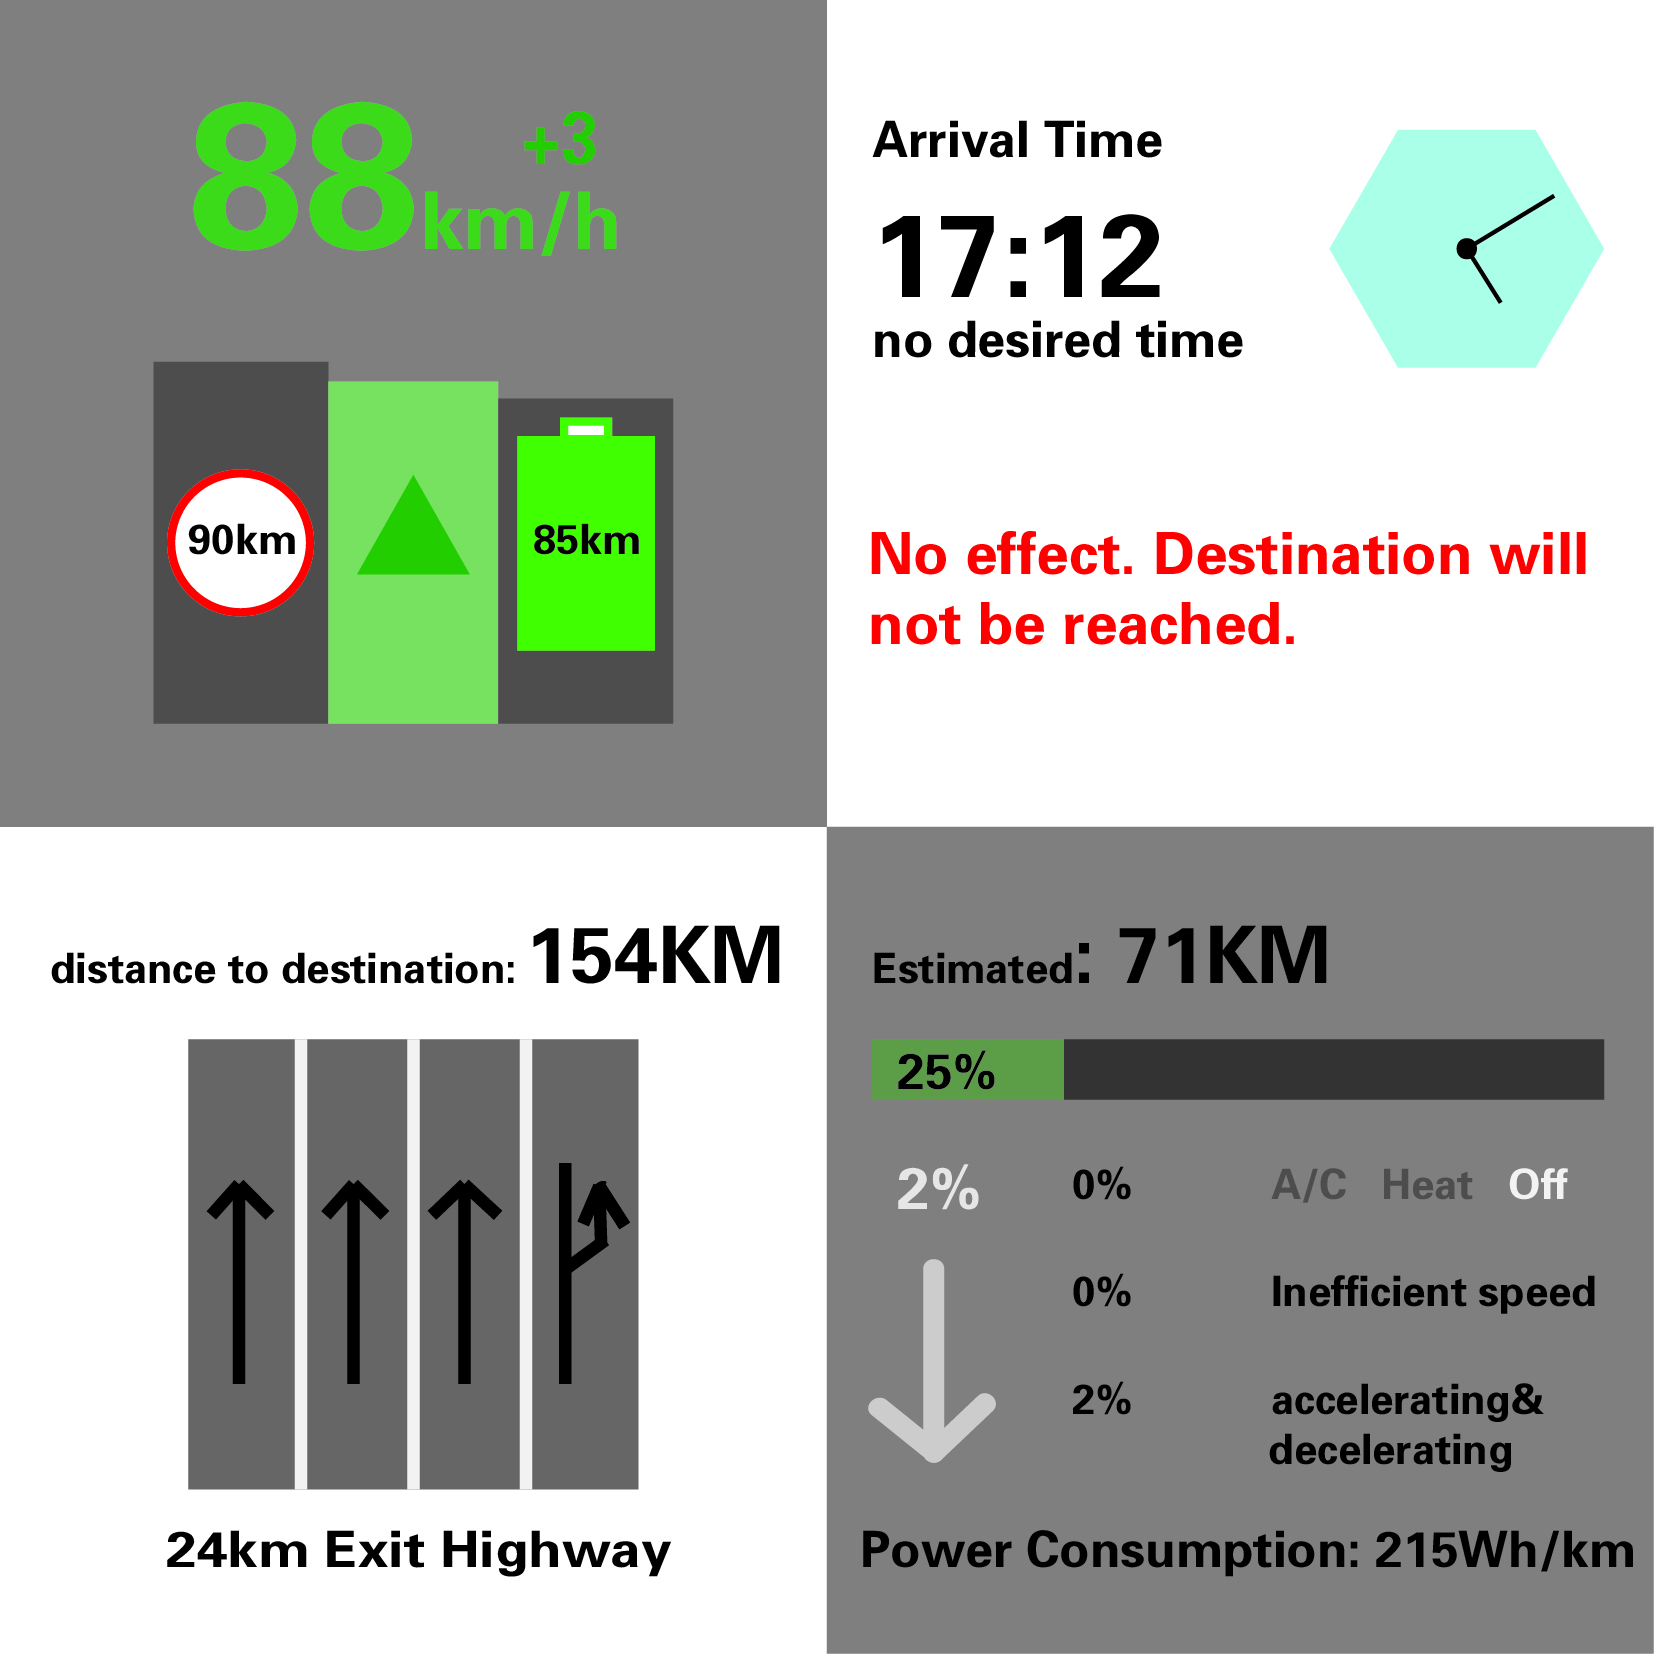 88km/h +3
90km
85km
Arrival Time
17:12
no desired time
No effect. Destination will
not be reached.
distance to destination: 154KM
24km Exit Highway
Estimated: 71KM
25%
2%
0% A/C Heat Off
0% Inefficient speed
2% accelerating&
decelerating
Power Consumption: 215Wh/km